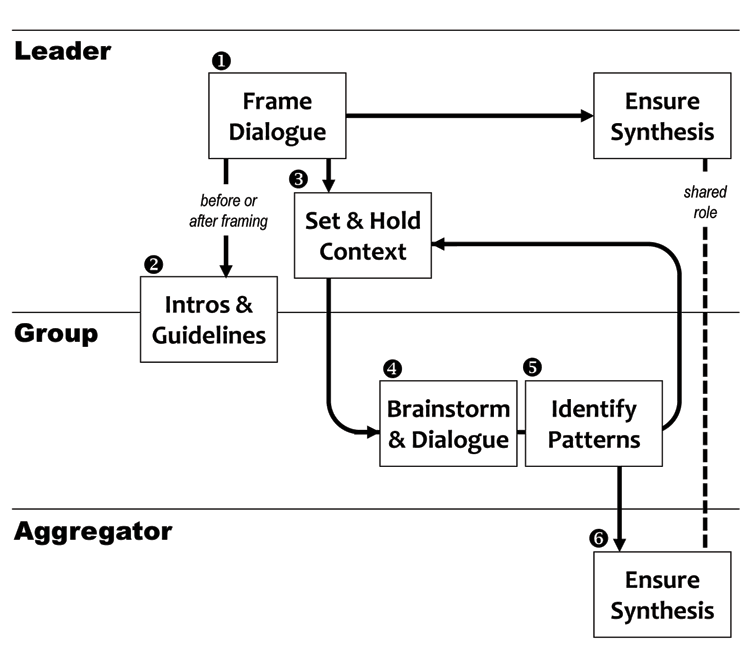 Leader
❶
Frame
Dialogue
Ensure
Synthesis
before or
after framing
❸
Set & Hold
Context
shared
role
❷
Intros &
Guidelines
Group
❹
Brainstorm
& Dialogue
❺
Identify
Patterns
Aggregator
❻
Ensure
Synthesis